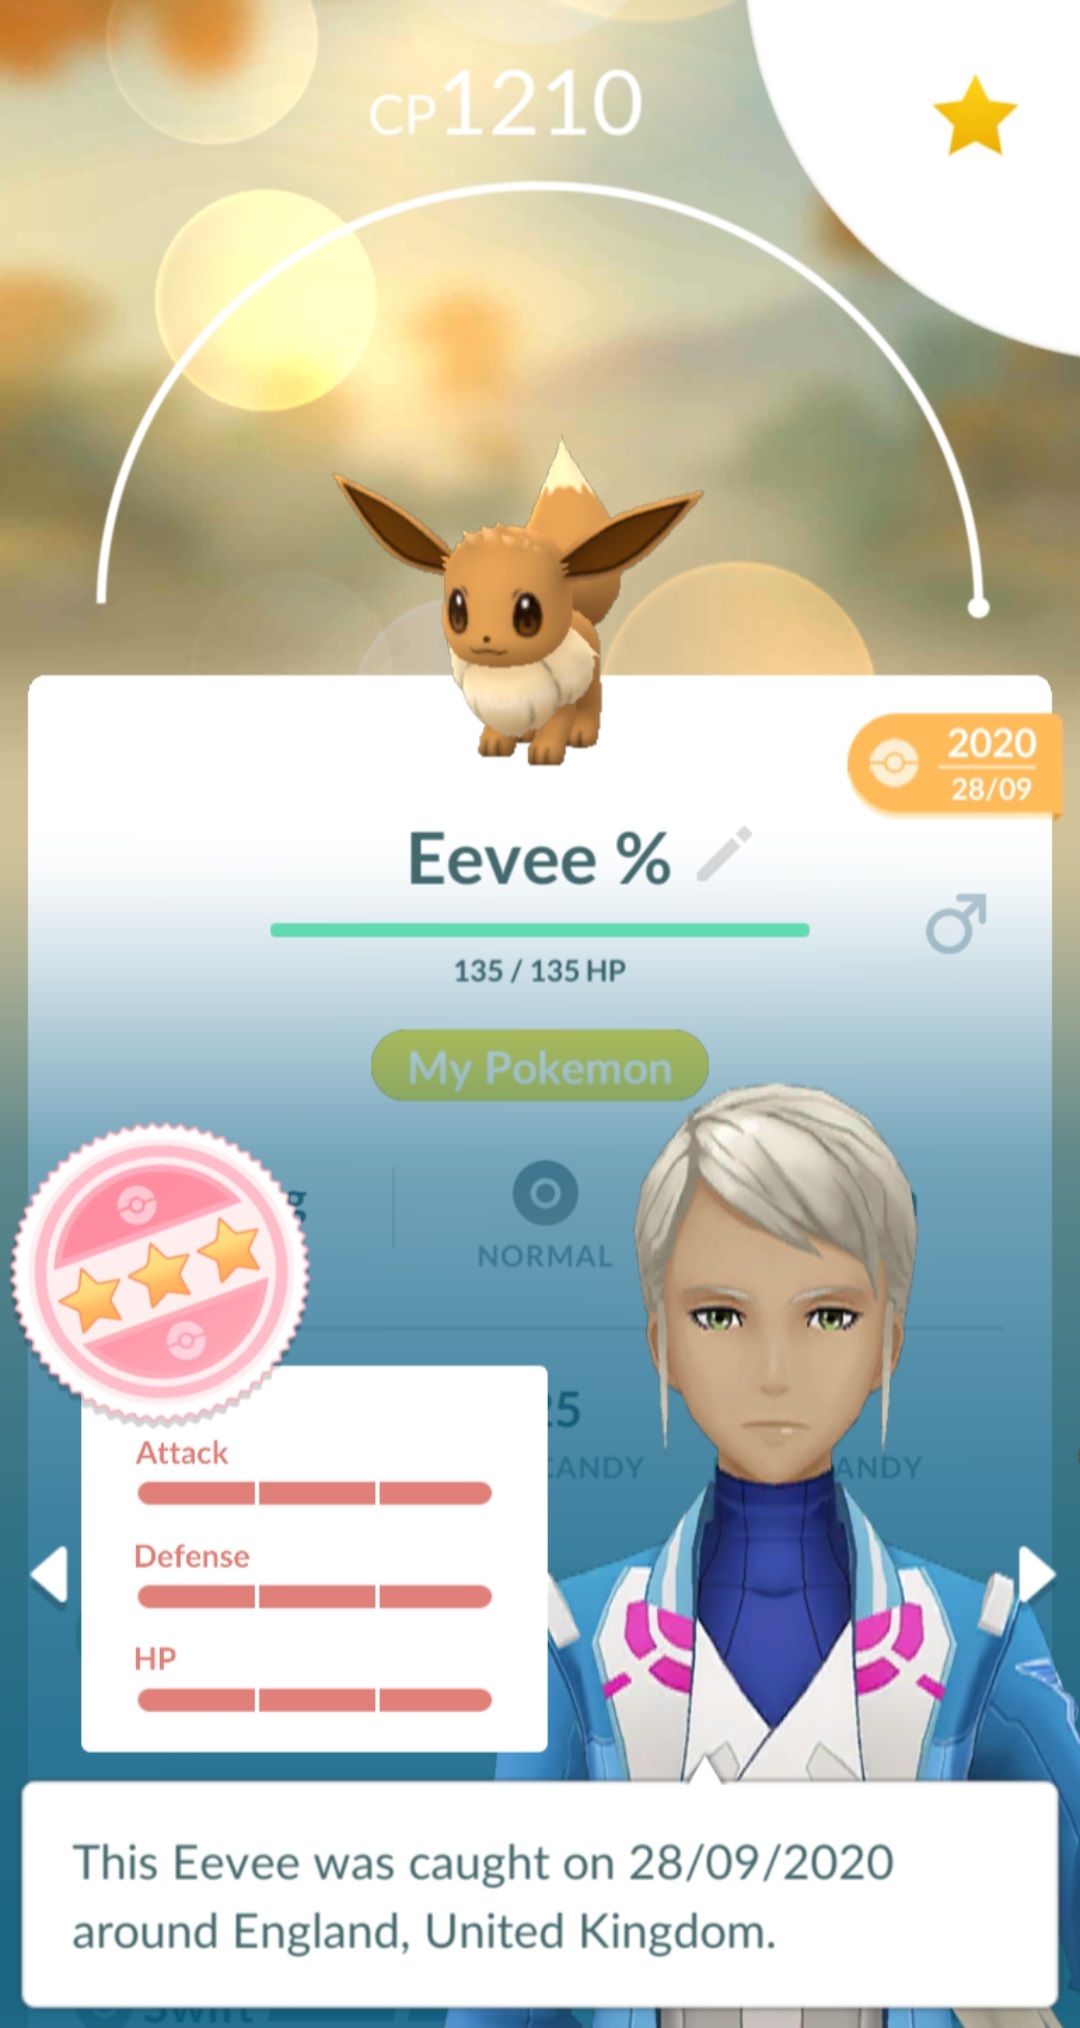 CP1210
2020
28/09
Eevee %
135 / 135 HP
My Pokemon
NORMAL
Attack
Defense
HP
This Eevee was caught on 28/09/2020
around England, United Kingdom.